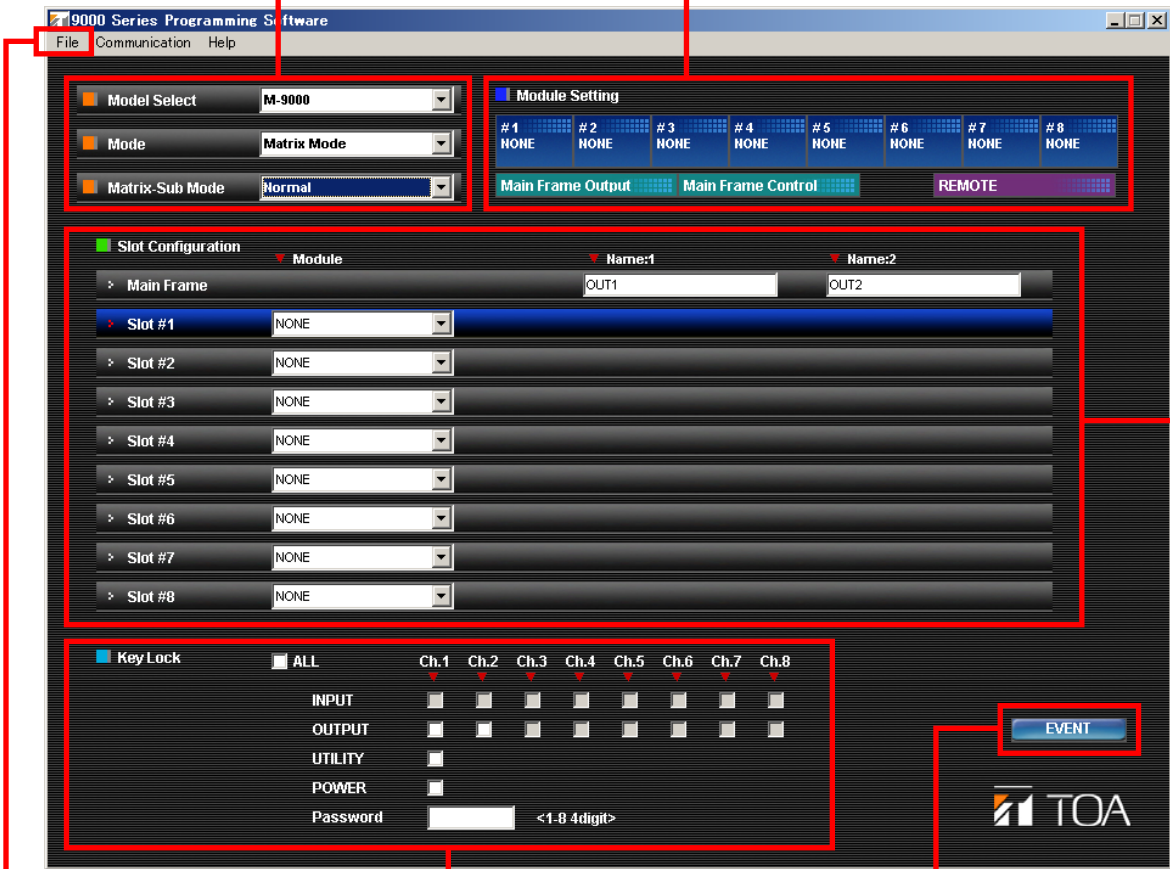 9000 Series Programming Software
File Communication Help
Model Select M-9000
Mode Matrix Mode
Matrix-Sub Mode Normal
Module Setting
#1 #2 #3 #4 #5 #6 #7 #8
NONE NONE NONE NONE NONE NONE NONE NONE
Main Frame Output Main Frame Control REMOTE
Slot Configuration
Module Name:1 Name:2
Main Frame OUT1 OUT2
Slot #1 NONE
Slot #2 NONE
Slot #3 NONE
Slot #4 NONE
Slot #5 NONE
Slot #6 NONE
Slot #7 NONE
Slot #8 NONE
Key Lock ALL Ch.1 Ch.2 Ch.3 Ch.4 Ch.5 Ch.6 Ch.7 Ch.8
INPUT
OUTPUT
UTILITY
POWER
Password <1-8 4digit>
EVENT
TOA